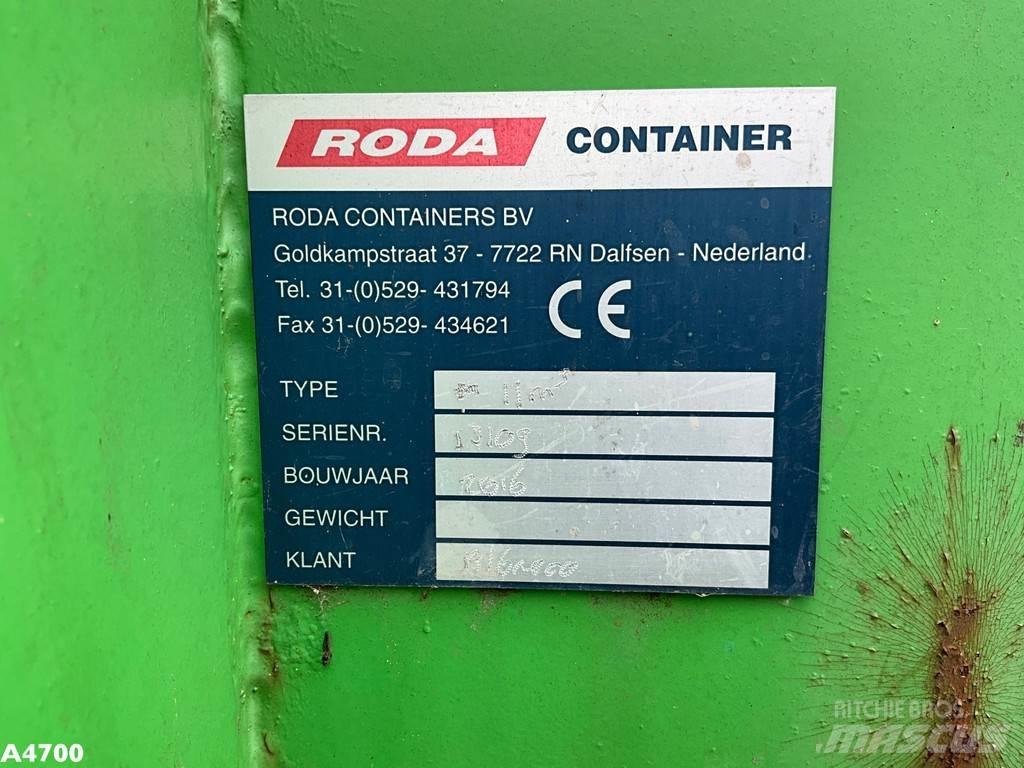 RODA CONTAINER
RODA CONTAINERS BV
Goldkampstraat 37 - 7722 RN Dalfsen - Nederland
Tel. 31-(0)529- 431794
Fax 31-(0)529- 434621
CE
TYPE 11m³
SERIENR. 13109
BOUWJAAR 2016
GEWICHT
KLANT
A4700
RITCHIE BROS
MASCUS